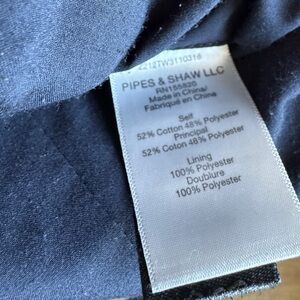 PIPES & SHAW LLC
RN155820
Made in China/
Fabriqué en China
Self
52% Cotton 48% Polyester
Principal
52% Coton 48% Polyester
Lining
100% Polyester
Doublure
100% Polyester